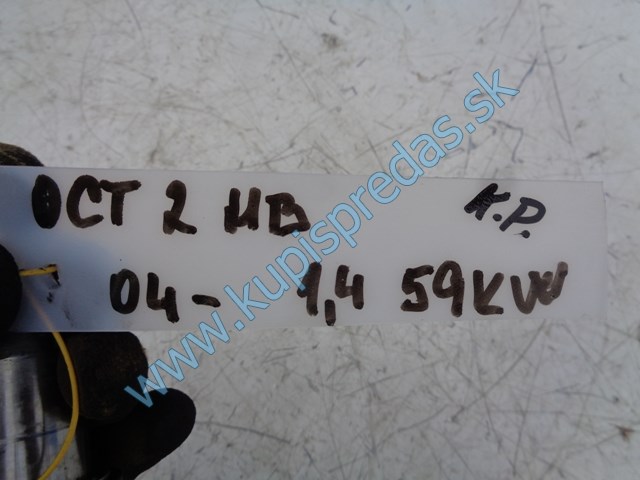 OCT 2 HB K.P.
04- 1,4 59KW
www.kupispredas.sk